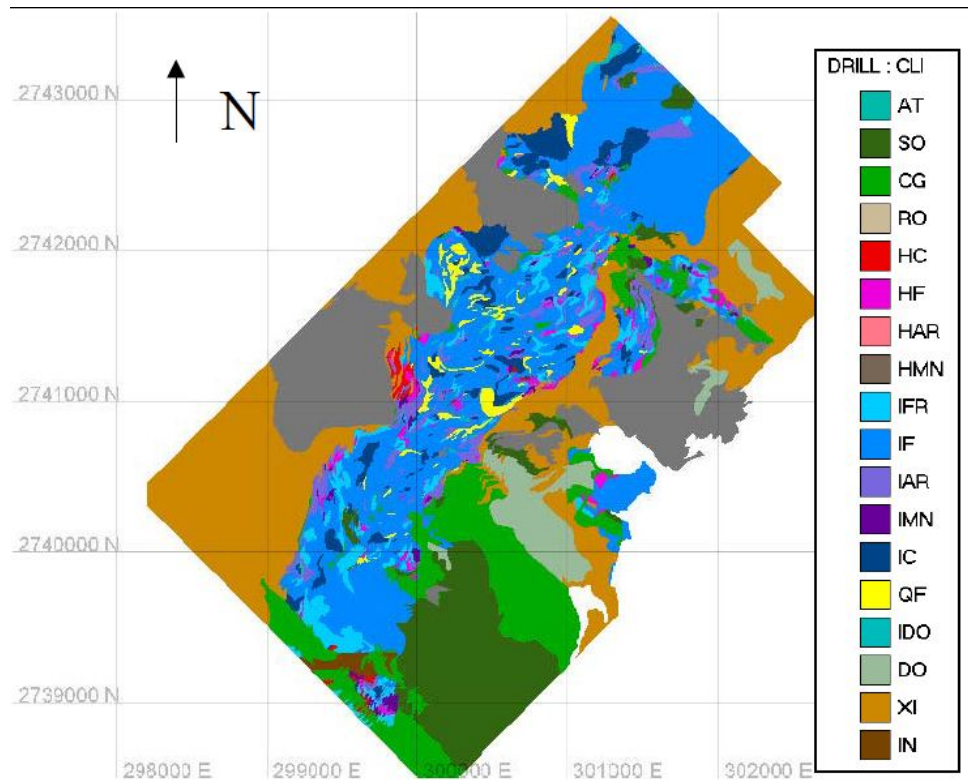 DRILL : CLI
AT
SO
CG
RO
HC
HF
HAR
HMN
IFR
IF
IAR
IMN
IC
QF
IDO
DO
XI
IN
N
2743000 N
2742000 N
2741000 N
2740000 N
2739000 N
298000 E
299000 E
300000 E
301000 E
302000 E